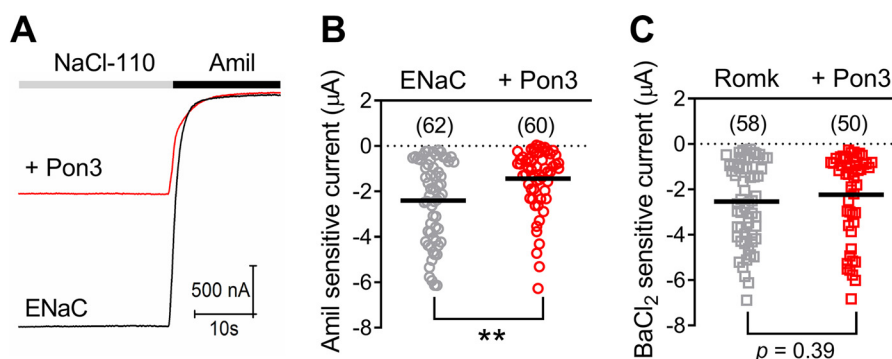 A
NaCl-110 Amil
+ Pon3
ENaC
500 nA
10s
B
Amil sensitive current (μA)
ENaC + Pon3
2
(62) (60)
0
-2
-4
-6
-8
**
C
BaCl₂ sensitive current (μA)
Romk + Pon3
2
(58) (50)
0
-2
-4
-6
-8
p = 0.39